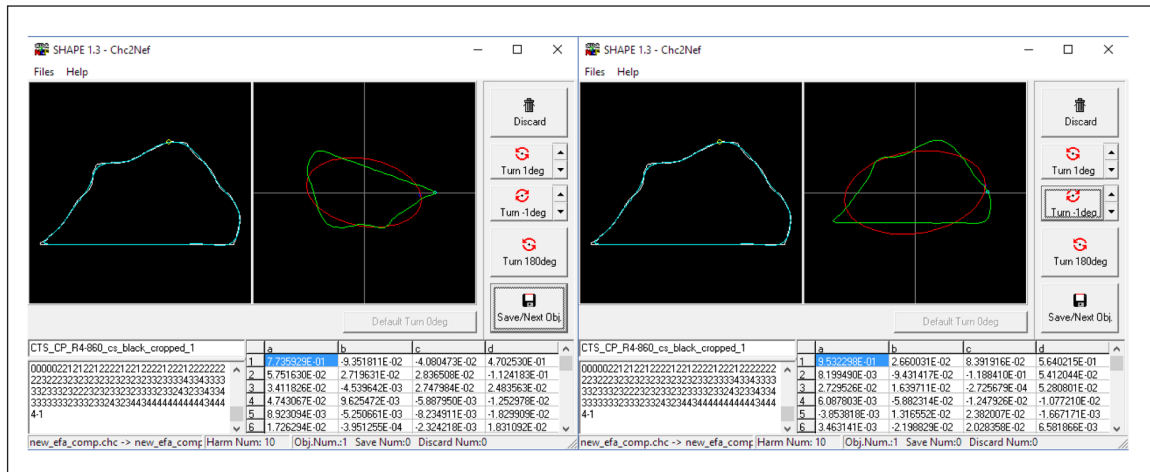 SHAPE 1.3 - Chc2Nef
Files Help
Discard
Turn 1deg
Turn -1deg
Turn 180deg
Save/Next Obj.
Default Turn 0deg
CTS_CP_R4-860_cs_black_cropped_1
a b c d
1 7.735929E-01 -9.351811E-02 -4.080473E-02 4.702530E-01
2 5.751630E-02 2.719631E-02 2.836508E-02 -1.124183E-01
3 3.411826E-02 -4.539642E-03 2.747984E-02 2.483563E-02
4 4.743067E-02 9.625472E-03 -5.887950E-03 -1.252978E-02
5 8.923094E-03 -5.250661E-03 -8.234911E-03 -1.829909E-02
6 1.726294E-02 -3.951255E-04 -2.324218E-03 1.831092E-02
4-1
new_efa_comp.chc -> new_efa_comp Harm Num: 10 Obj.Num.:1 Save Num:0 Discard Num:0
SHAPE 1.3 - Chc2Nef
Files Help
Discard
Turn 1deg
Turn -1deg
Turn 180deg
Save/Next Obj.
Default Turn 0deg
CTS_CP_R4-860_cs_black_cropped_1
a b c d
1 9.532298E-01 2.660031E-02 8.391916E-02 5.640215E-01
2 8.199490E-03 -9.431417E-02 -1.188410E-01 5.412044E-02
3 2.729526E-02 1.639711E-02 -2.725679E-04 5.280801E-02
4 6.087803E-03 -5.882314E-02 -1.247926E-02 -1.077210E-02
5 -3.853818E-03 1.316552E-02 2.382007E-02 -1.667171E-03
6 3.463141E-02 -2.198829E-02 2.028358E-02 6.581866E-03
4-1
new_efa_comp.chc -> new_efa_comp Harm Num: 10 Obj.Num.:1 Save Num:0 Discard Num:0